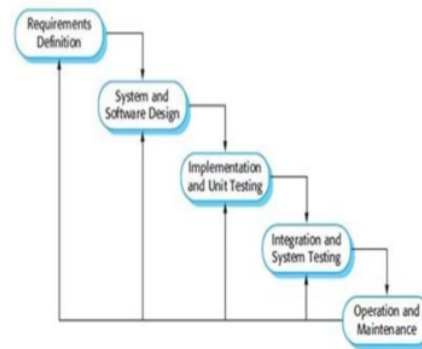 Requirements
Definition
System and
Software Design
Implementation
and Unit Testing
Integration and
System Testing
Operation and
Maintenance